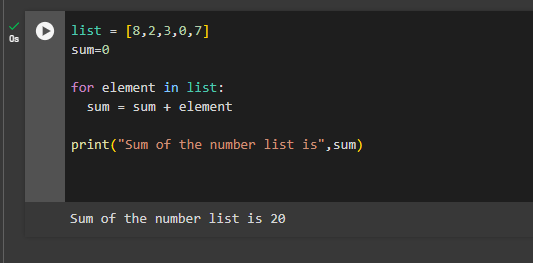 0s
list = [8,2,3,0,7]
sum=0
for element in list:
  sum = sum + element
print("Sum of the number list is",sum)
Sum of the number list is 20